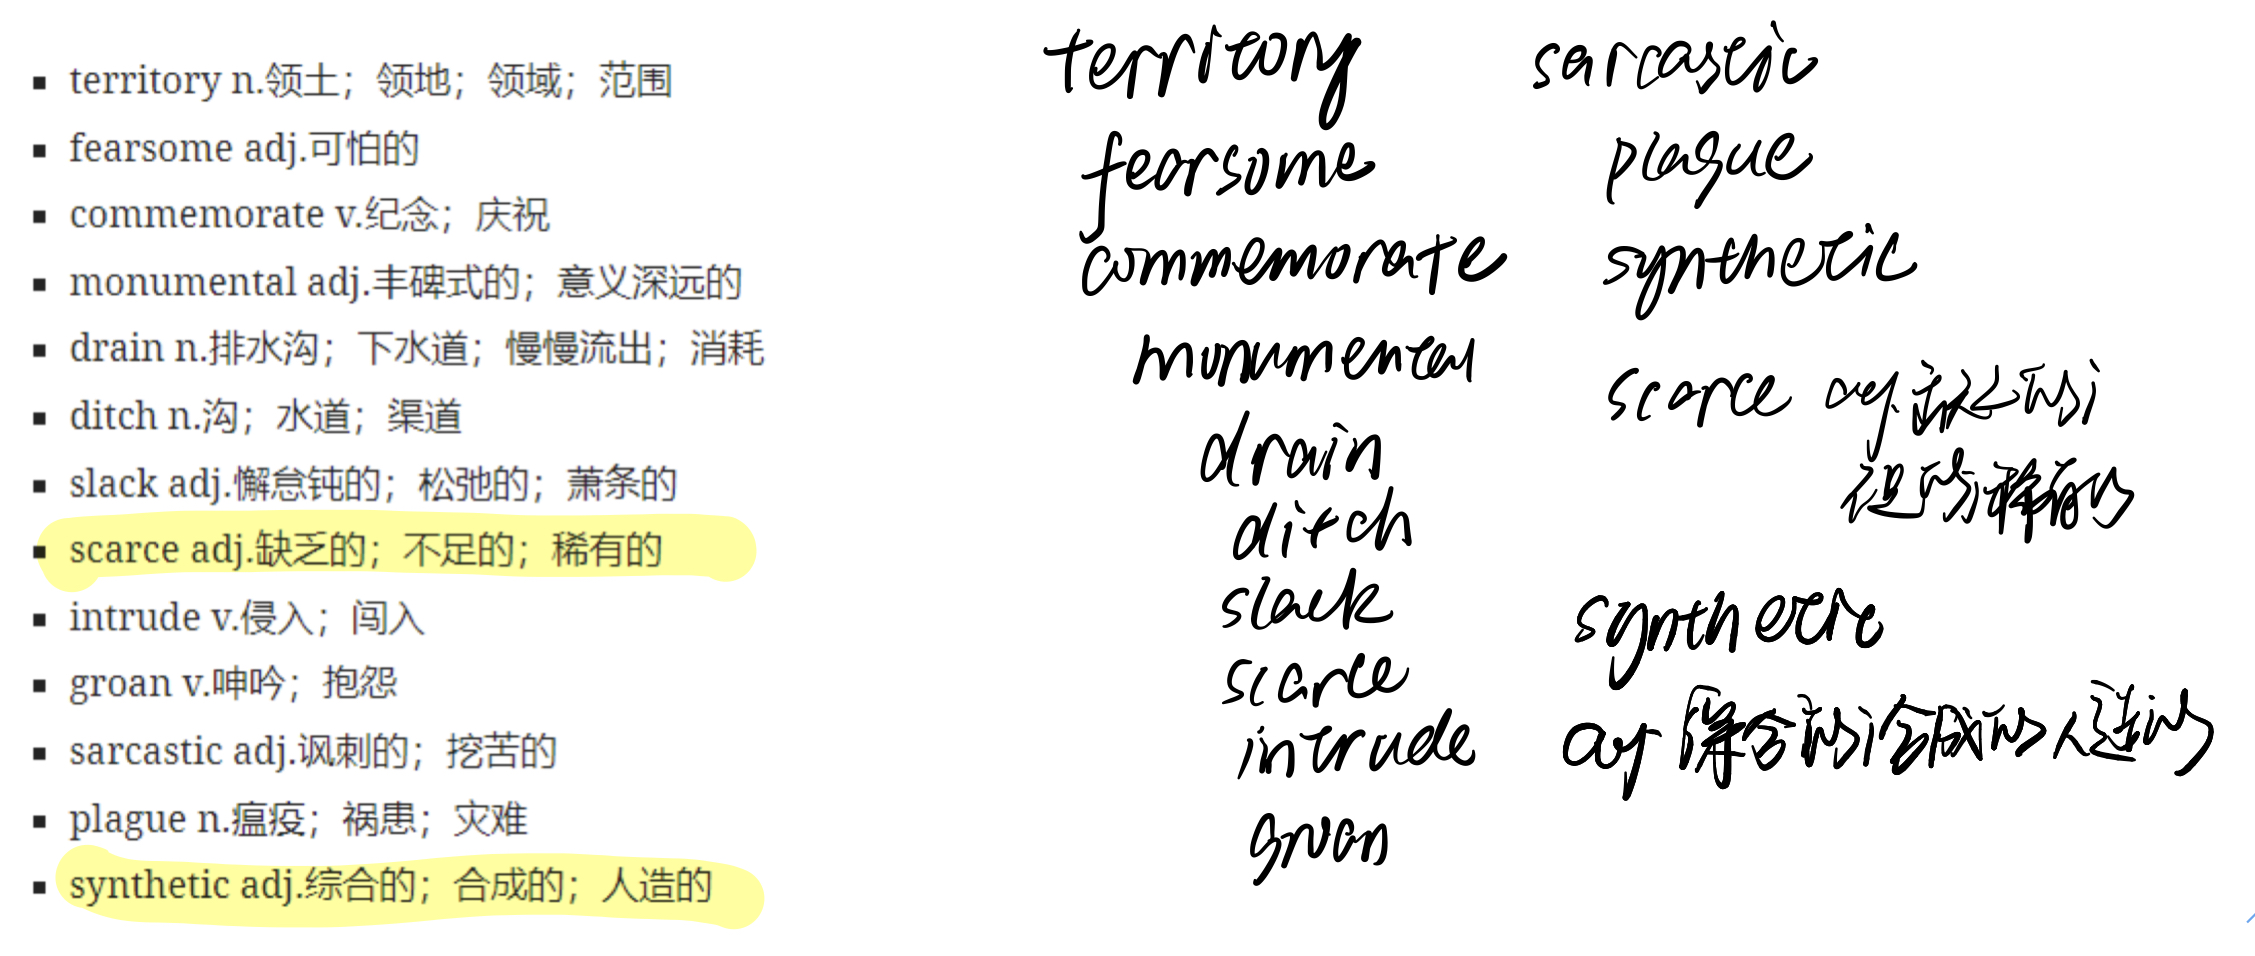 ▪ territory n.领土；领地；领域；范围
▪ fearsome adj.可怕的
▪ commemorate v.纪念；庆祝
▪ monumental adj.丰碑式的；意义深远的
▪ drain n.排水沟；下水道；慢慢流出；消耗
▪ ditch n.沟；水道；渠道
▪ slack adj.懈怠钝的；松弛的；萧条的
▪ scarce adj.缺乏的；不足的；稀有的
▪ intrude v.侵入；闯入
▪ groan v.呻吟；抱怨
▪ sarcastic adj.讽刺的；挖苦的
▪ plague n.瘟疫；祸患；灾难
▪ synthetic adj.综合的；合成的；人造的
territory
fearsome
commemorate
monumental
drain
ditch
slack
scarce
intrude
groan
sarcastic
plague
synthetic
scarce adj.缺乏的；
稀有的
synthetic
adj 综合的；合成的 人造的